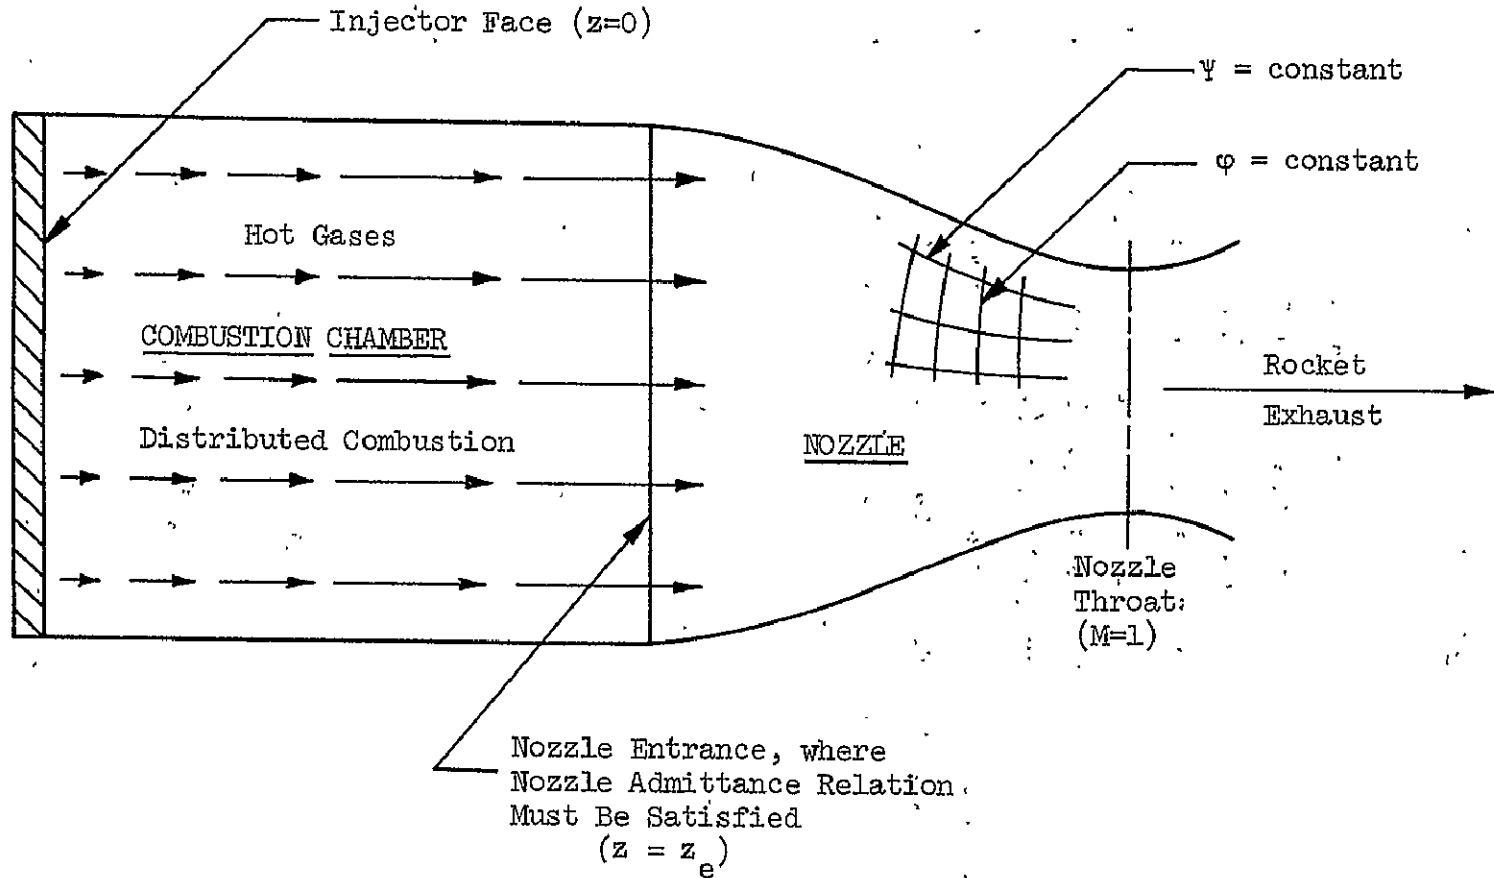 Injector Face (z=0)
Ψ = constant
φ = constant
Hot Gases
COMBUSTION CHAMBER
Distributed Combustion
NOZZLE
Rocket
Exhaust
Nozzle
Throat
(M=1)
Nozzle Entrance, where
Nozzle Admittance Relation
Must Be Satisfied
(z = z_e)